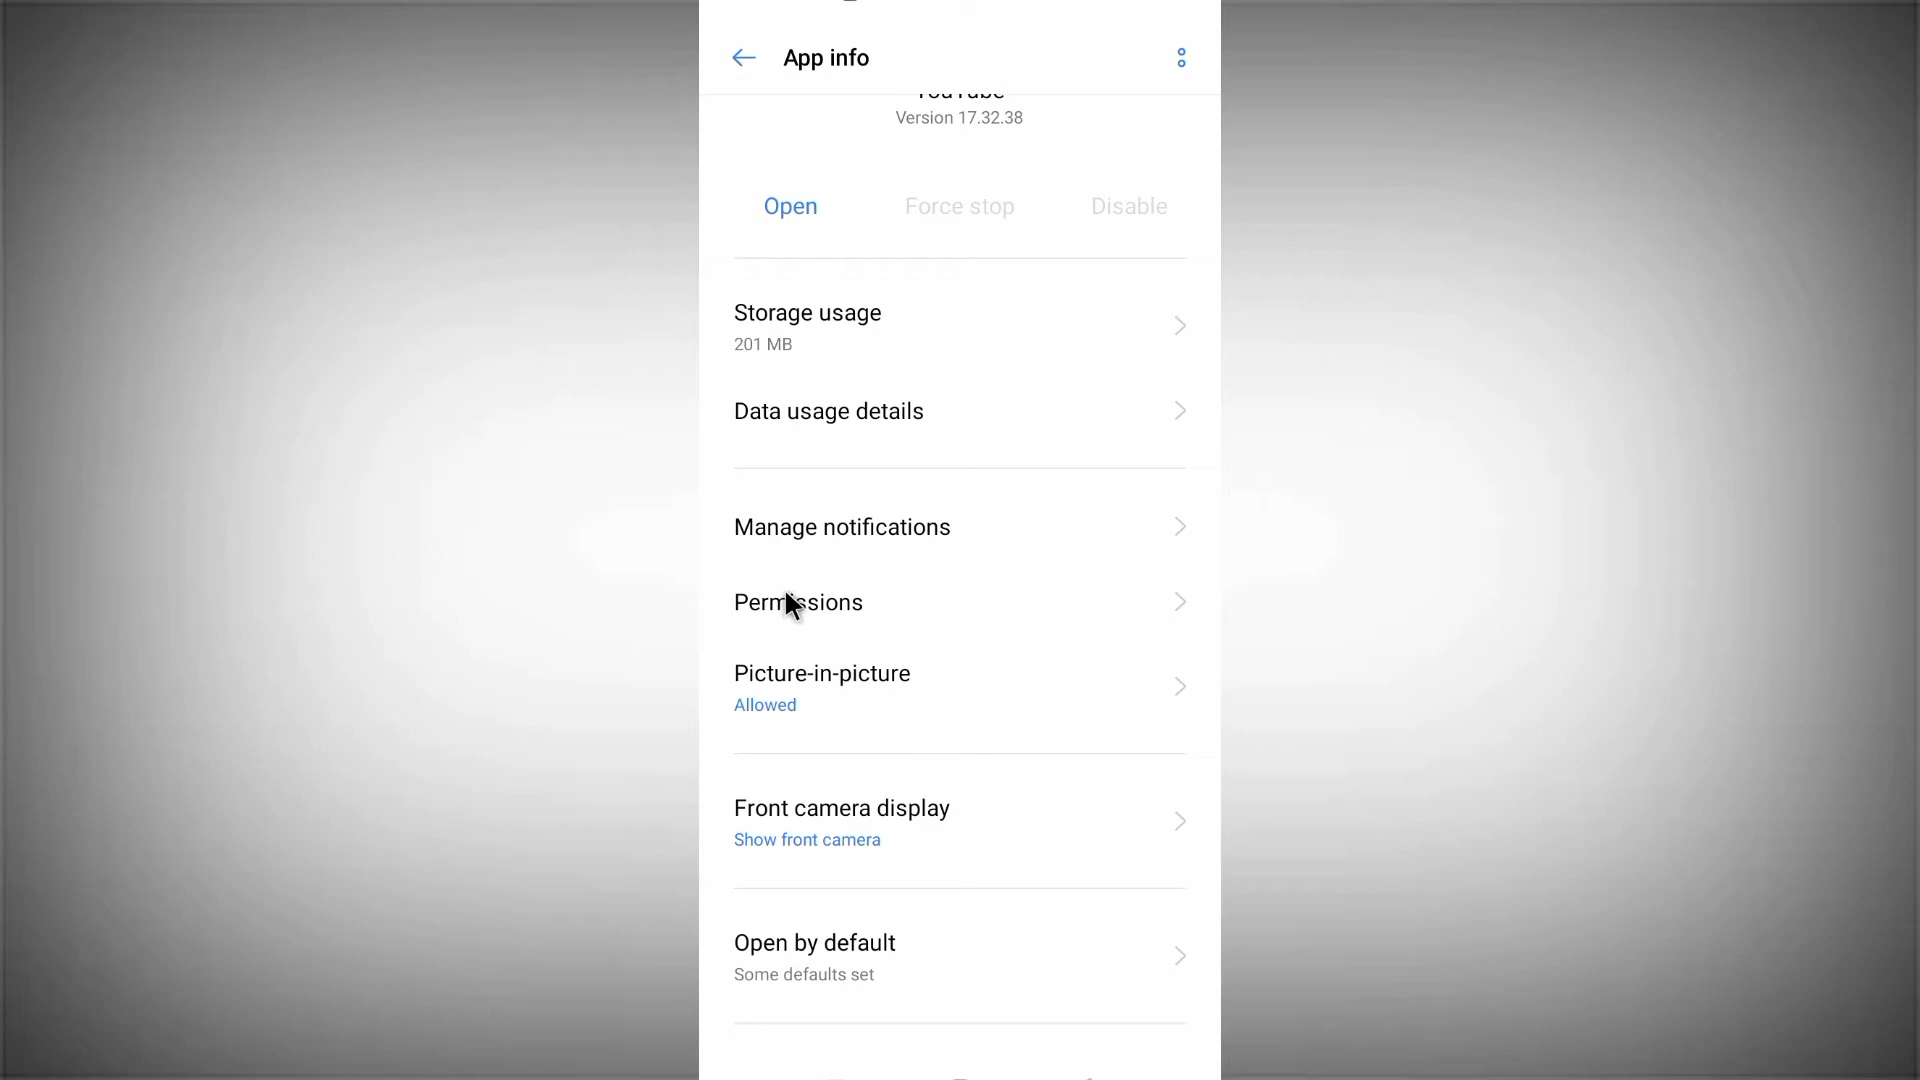 App info
YouTube
Version 17.32.38
Open
Force stop
Disable
Storage usage
201 MB
Data usage details
Manage notifications
Permissions
Picture-in-picture
Allowed
Front camera display
Show front camera
Open by default
Some defaults set